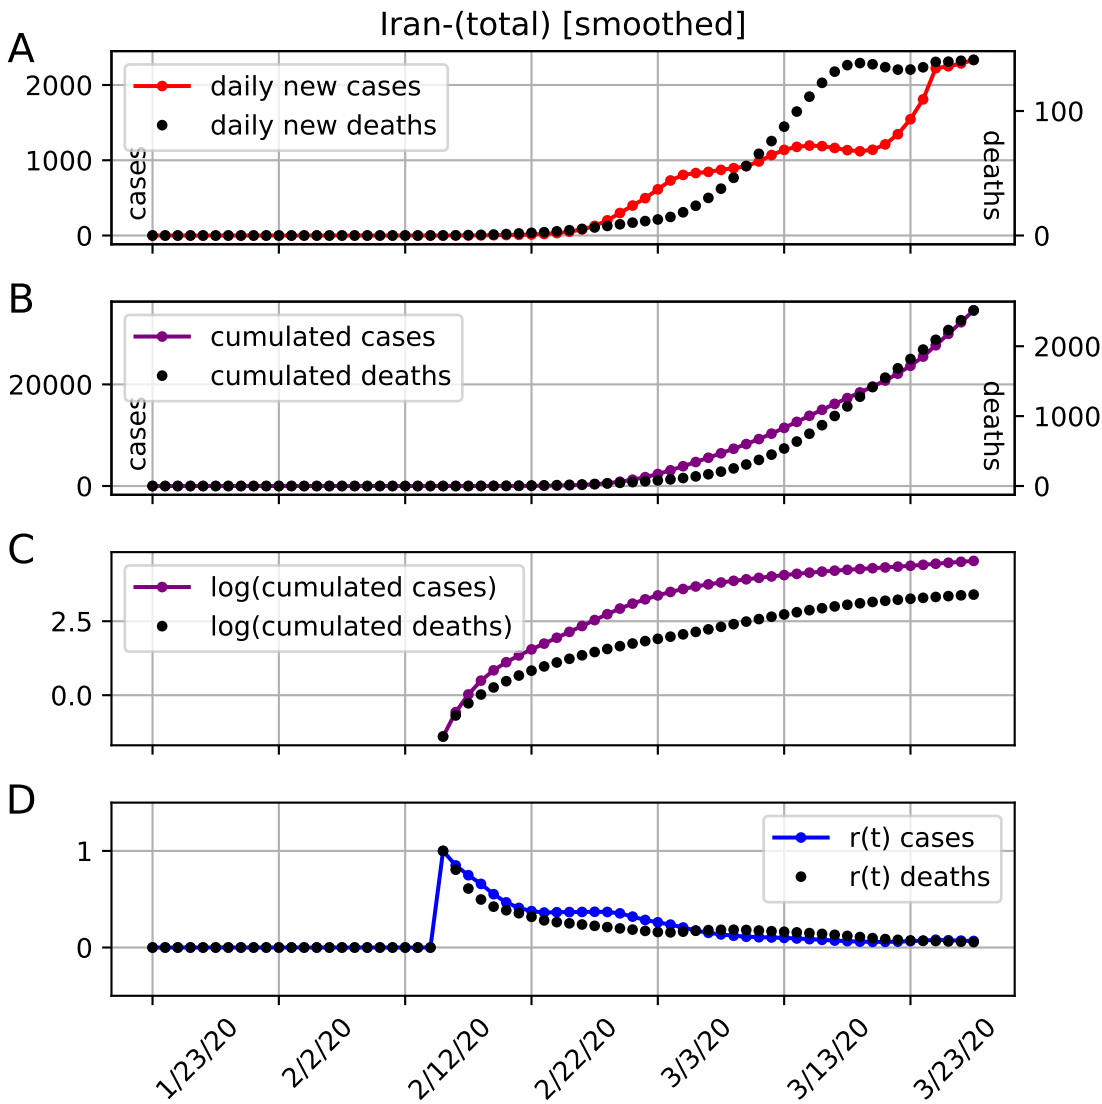 Iran-(total) [smoothed]
A
daily new cases
daily new deaths
2000
1000
0
cases
100
0
deaths
B
cumulated cases
cumulated deaths
20000
0
cases
2000
1000
0
deaths
C
log(cumulated cases)
log(cumulated deaths)
2.5
0.0
D
r(t) cases
r(t) deaths
1
0
1/23/20
2/2/20
2/12/20
2/22/20
3/3/20
3/13/20
3/23/20